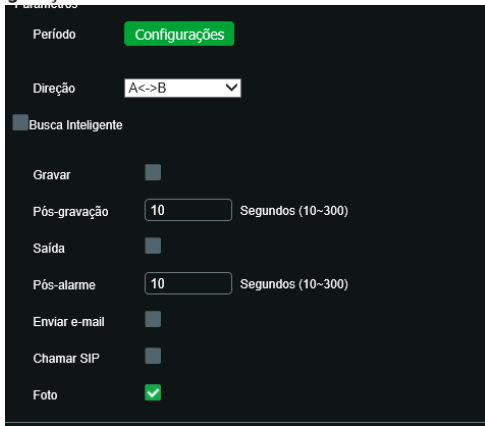 Parâmetros
Período Configurações
Direção A<->B
Busca Inteligente
Gravar
Pós-gravação 10 Segundos (10~300)
Saída
Pós-alarme 10 Segundos (10~300)
Enviar e-mail
Chamar SIP
Foto